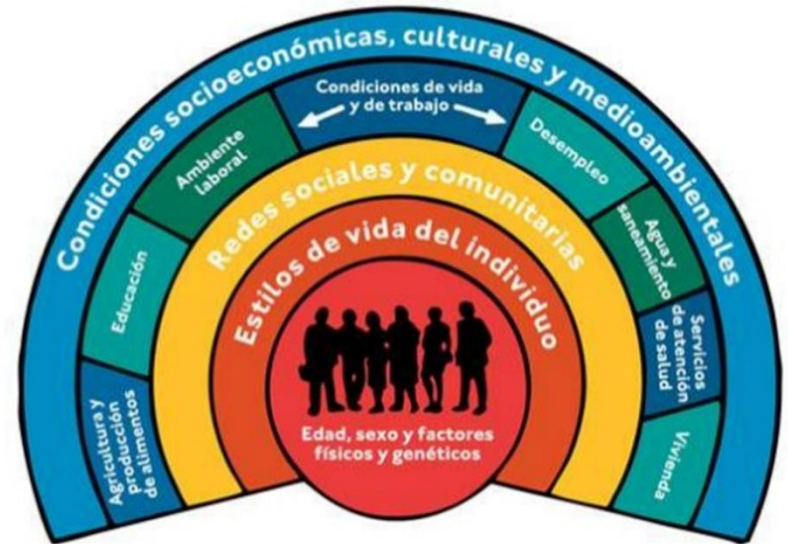 Condiciones socioeconómicas, culturales y medioambientales
Condiciones de vida
y de trabajo
Agricultura y
producción
de alimentos
Educación
Ambiente
laboral
Desempleo
Agua y
saneamiento
Servicios
de atención
de salud
Vivienda
Redes sociales y comunitarias
Estilos de vida del individuo
Edad, sexo y factores
físicos y genéticos